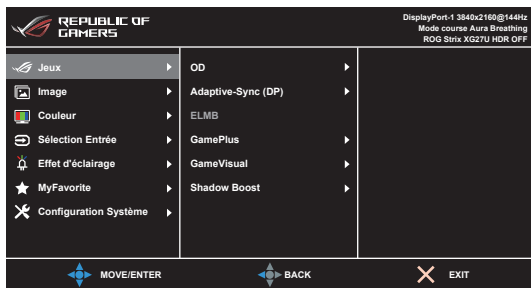 REPUBLIC OF
GAMERS
DisplayPort-1 3840x2160@144Hz
Mode course Aura Breathing
ROG Strix XG27U HDR OFF
Jeux
Image
Couleur
Sélection Entrée
Effet d'éclairage
MyFavorite
Configuration Système
OD
Adaptive-Sync (DP)
ELMB
GamePlus
GameVisual
Shadow Boost
MOVE/ENTER
BACK
EXIT